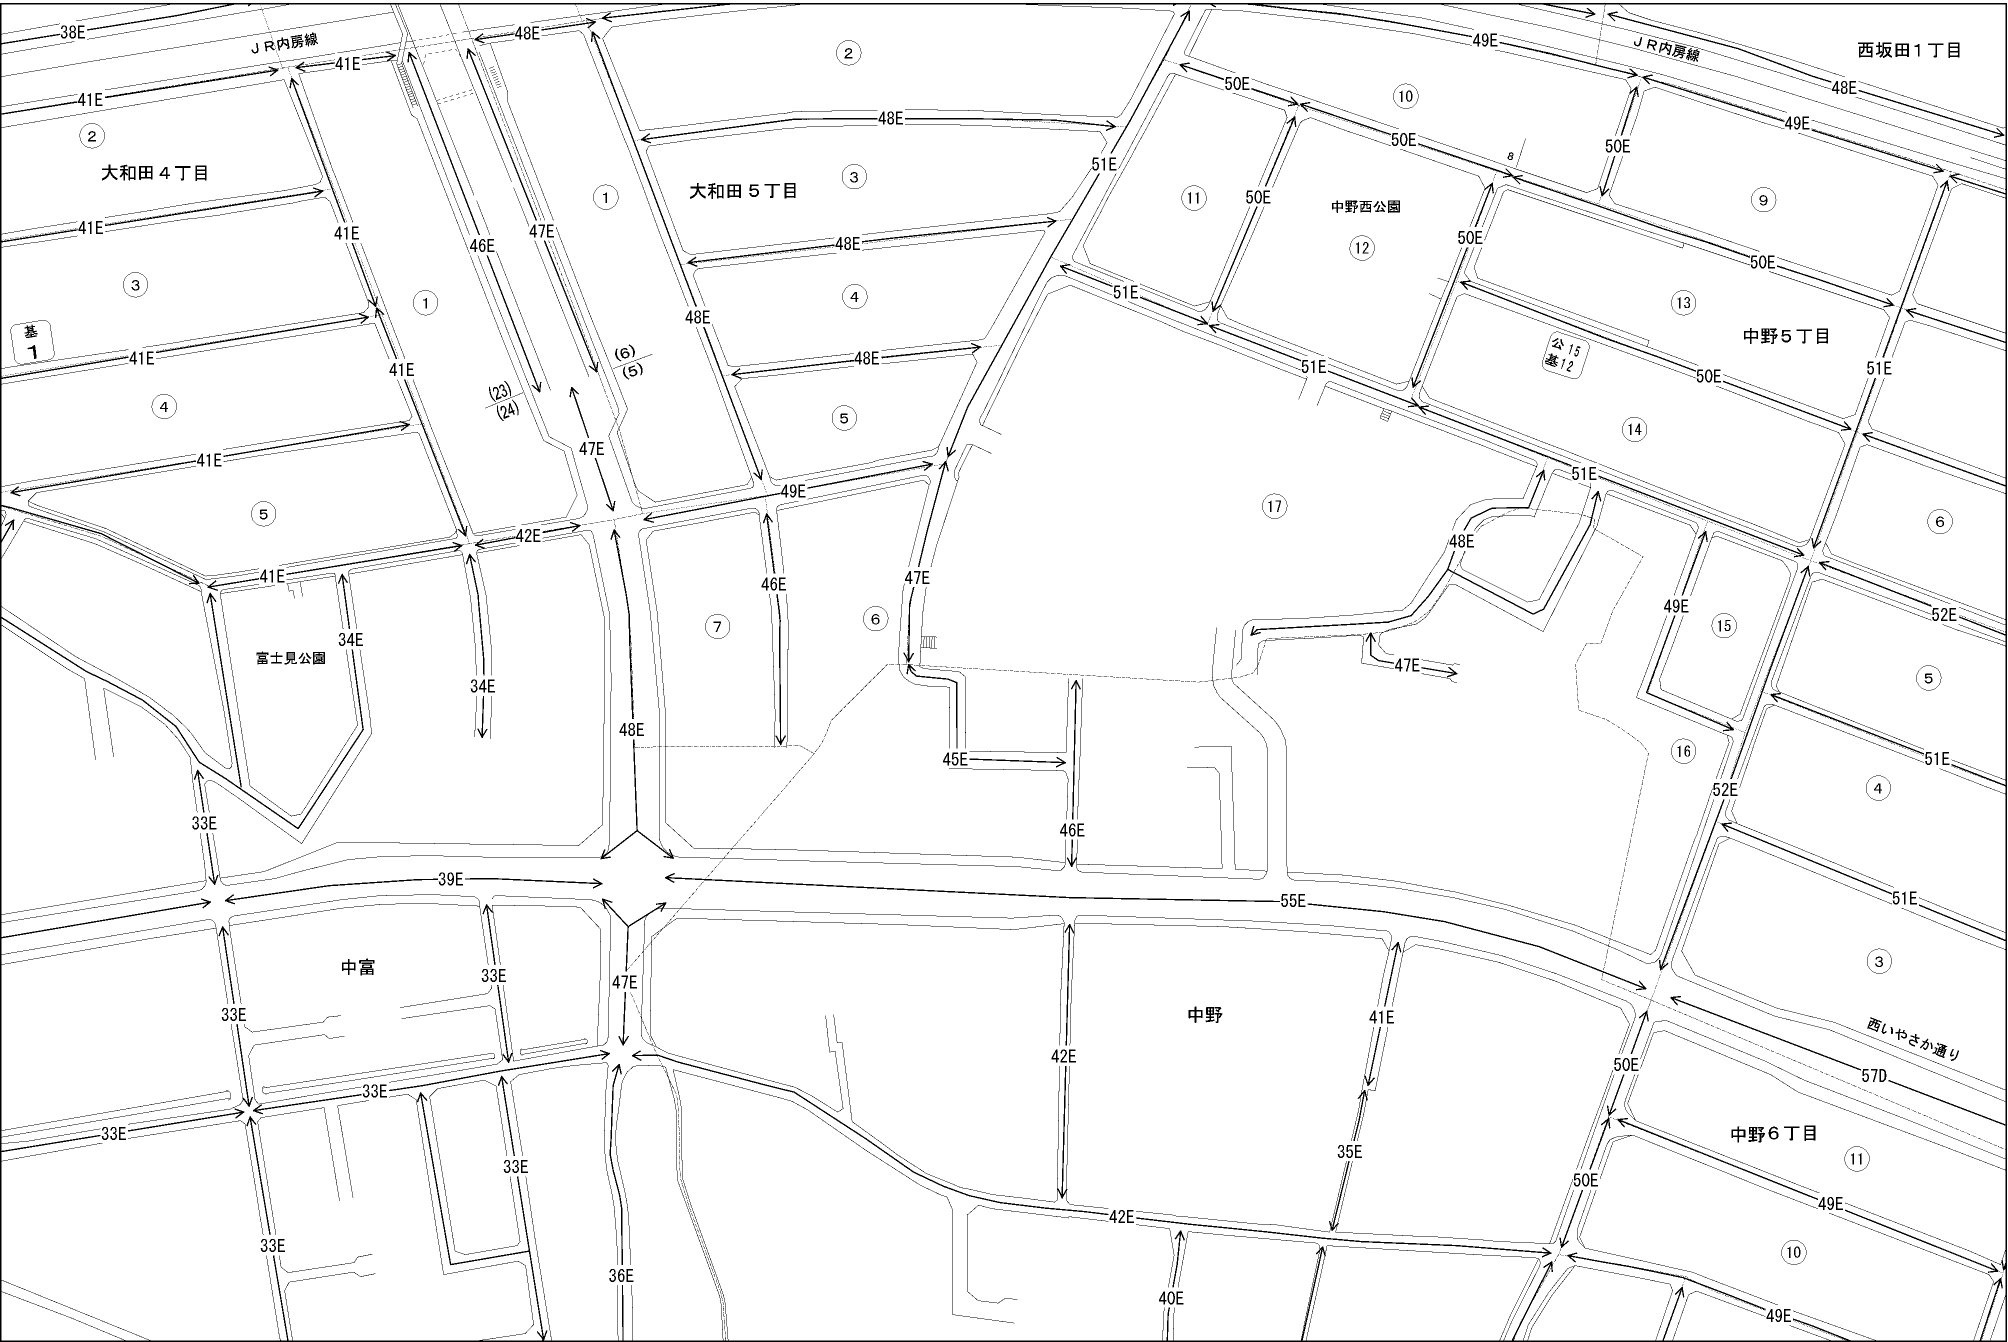 38E
48E
JR内房線
41E
41E
②
48E
②
大和田4丁目
41E
41E
46E
47E
①
大和田5丁目
③
48E
51E
③
①
48E
④
基
1
41E
41E
(6)
(5)
48E
(23)
(24)
④
41E
47E
⑤
49E
⑤
42E
41E
49E
JR内房線
西坂田1丁目
48E
50E
⑩
50E
50E
49E
8
⑪
50E
中野西公園
⑫
50E
⑨
50E
51E
⑬
中野5丁目
公15
基12
51E
50E
51E
⑭
51E
⑰
48E
⑥
富士見公園
34E
34E
48E
⑦
46E
⑥
47E
45E
46E
47E
49E
⑮
52E
⑤
⑯
51E
52E
④
33E
39E
55E
51E
③
中富
33E
33E
47E
中野
41E
42E
50E
西いやさか通り
57D
33E
33E
33E
35E
中野6丁目
⑪
50E
49E
33E
36E
42E
40E
⑩
49E